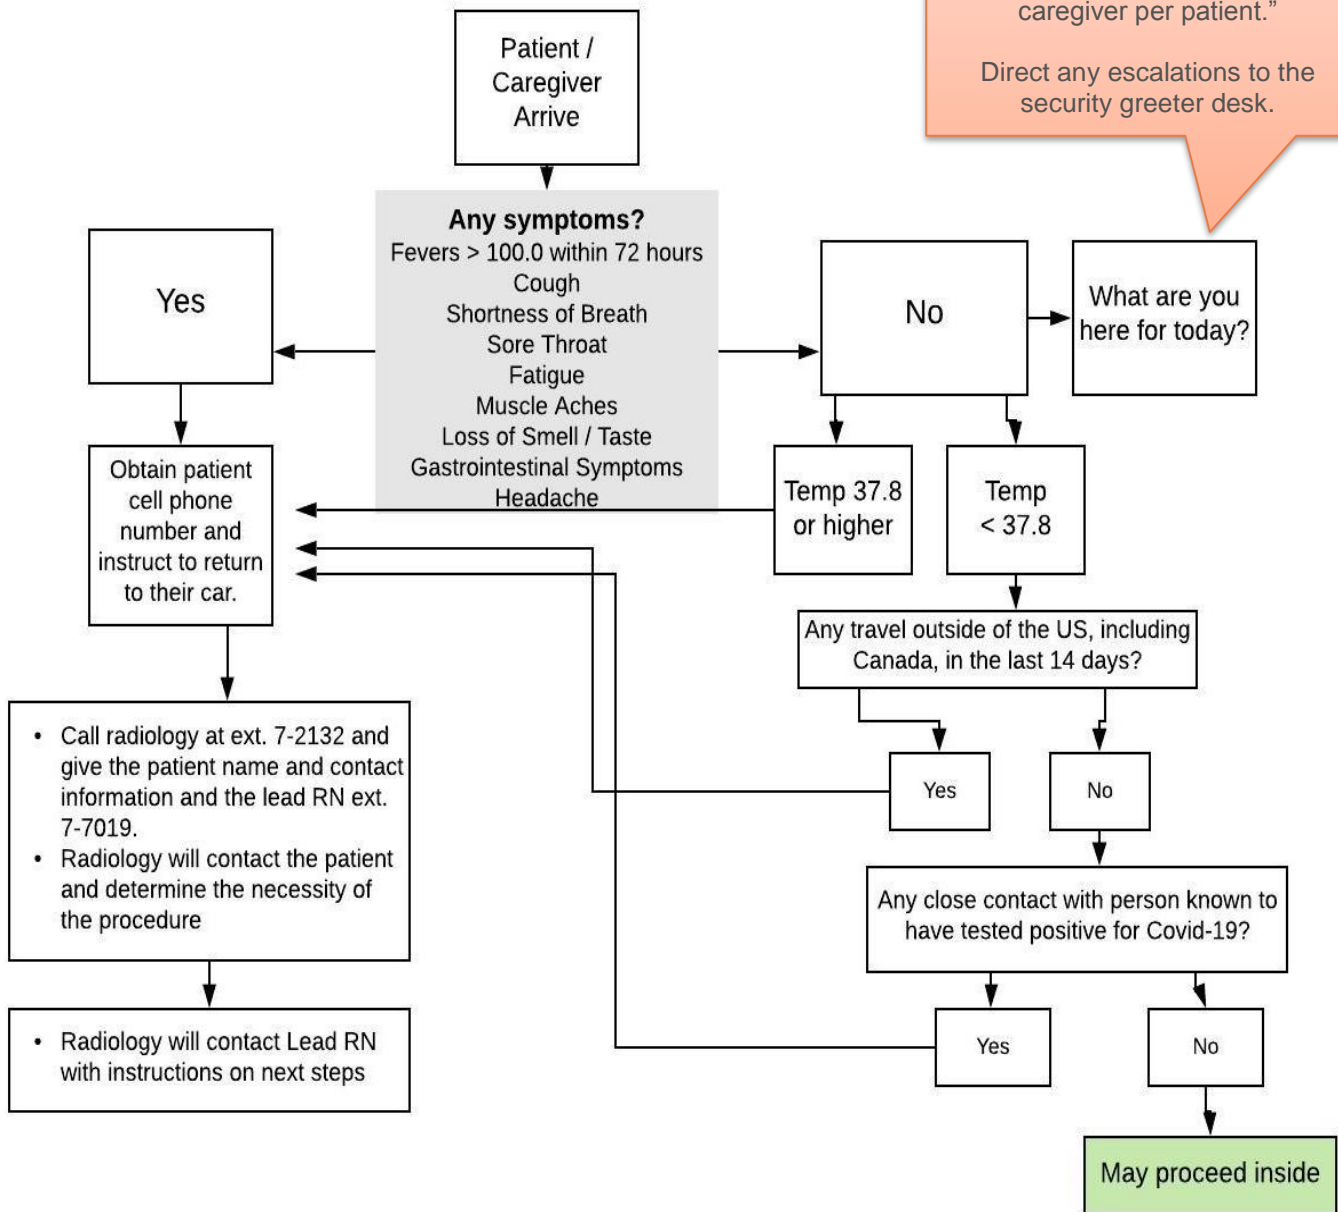 caregiver per patient.”
Direct any escalations to the
security greeter desk.
Patient /
Caregiver
Arrive
Any symptoms?
Fevers > 100.0 within 72 hours
Cough
Shortness of Breath
Sore Throat
Fatigue
Muscle Aches
Loss of Smell / Taste
Gastrointestinal Symptoms
Headache
Yes
No
What are you
here for today?
Obtain patient
cell phone
number and
instruct to return
to their car.
Temp 37.8
or higher
Temp
< 37.8
Any travel outside of the US, including
Canada, in the last 14 days?
• Call radiology at ext. 7-2132 and
give the patient name and contact
information and the lead RN ext.
7-7019.
• Radiology will contact the patient
and determine the necessity of
the procedure
Yes
No
Any close contact with person known to
have tested positive for Covid-19?
• Radiology will contact Lead RN
with instructions on next steps
Yes
No
May proceed inside